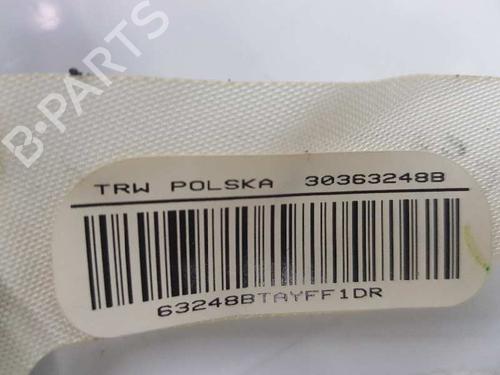 B-PARTS
TRW POLSKA 30363248B
63248BTAYFF1DR